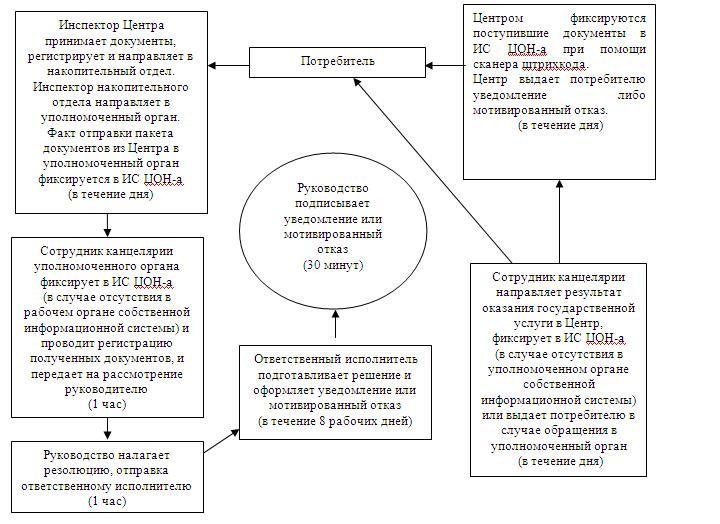 Инспектор Центра
принимает документы,
регистрирует и направляет в
накопительный отдел.
Инспектор накопительного
отдела направляет в
уполномоченный орган.
Факт отправки пакета
документов из Центра в
уполномоченный орган
фиксируется в ИС ЦОН-а
(в течение дня)
Потребитель
Центром фиксируются
поступившие документы в
ИС ЦОН-а при помощи
сканера штрихкода.
Центр выдает потребителю
уведомление либо
мотивированный отказ.
(в течение дня)
Руководство
подписывает
уведомление или
мотивированный
отказ
(30 минут)
Сотрудник канцелярии
уполномоченного органа
фиксирует в ИС ЦОН-а
(в случае отсутствия в
рабочем органе собственной
информационной системы) и
проводит регистрацию
полученных документов, и
передает на рассмотрение
руководителю
(1 час)
Ответственный исполнитель
подготавливает решение и
оформляет уведомление или
мотивированный отказ
(в течение 8 рабочих дней)
Сотрудник канцелярии
направляет результат
оказания государственной
услуги в Центр,
фиксирует в ИС ЦОН-а
(в случае отсутствия в
уполномоченном органе
собственной
информационной системы)
или выдает потребителю в
случае обращения в
уполномоченный орган
(в течение дня)
Руководство налагает
резолюцию, отправка
ответственному исполнителю
(1 час)